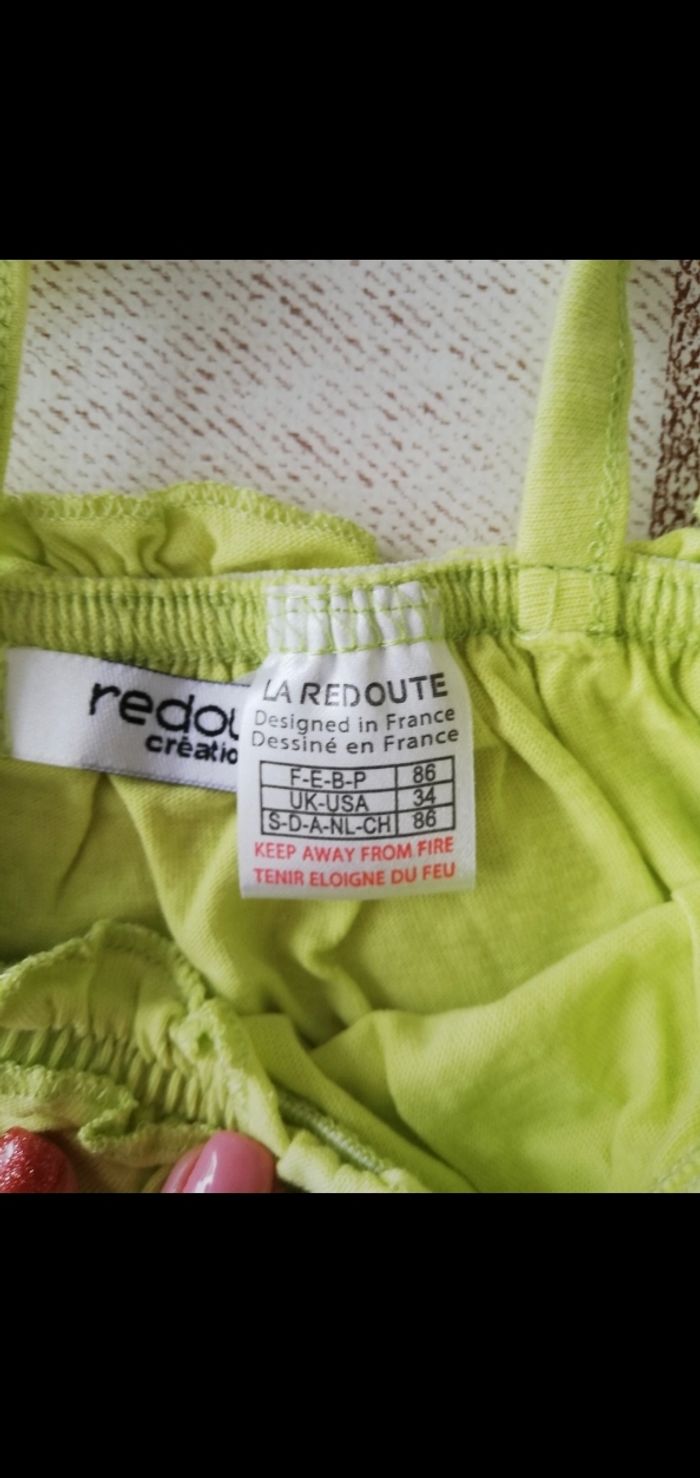 redou
créatio
LA REDOUTE
Designed in France
Dessiné en France
F-E-B-P 86
UK-USA 34
S-D-A-NL-CH 86
KEEP AWAY FROM FIRE
TENIR ELOIGNE DU FEU